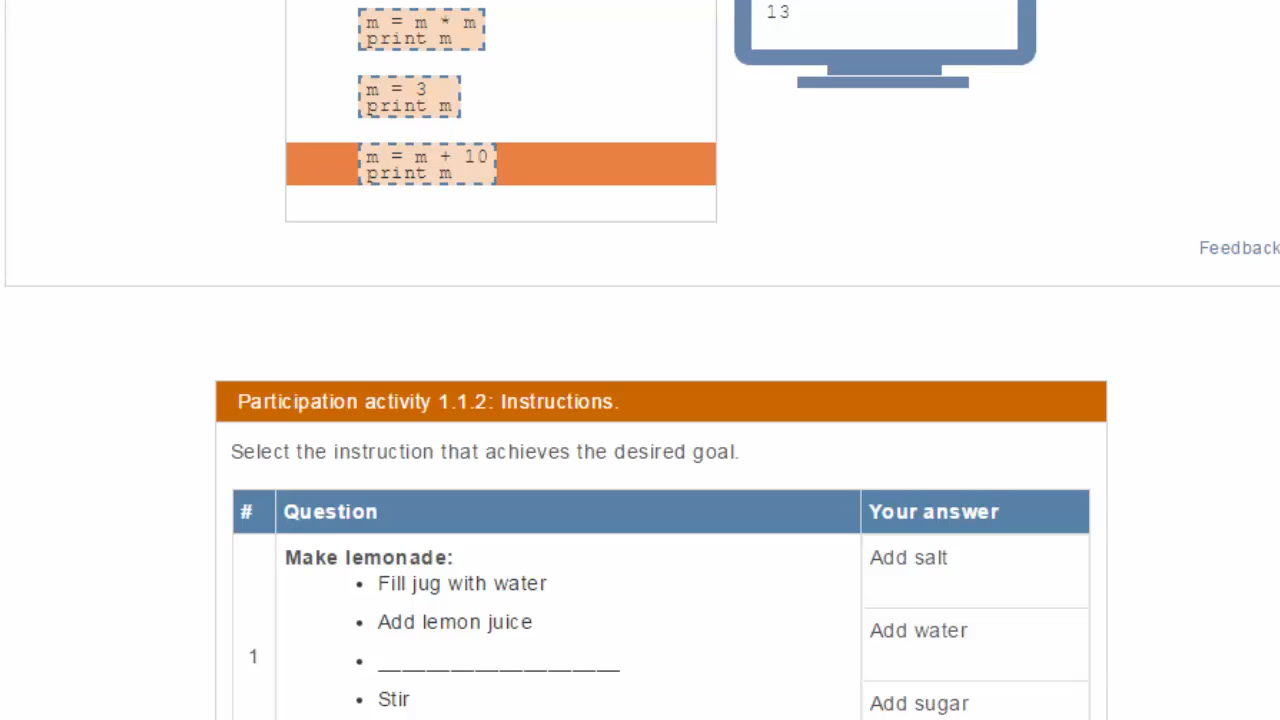 m = m * m
print m
13
m = 3
print m
m = m + 10
print m
Feedback
Participation activity 1.1.2: Instructions.
Select the instruction that achieves the desired goal.
# Question Your answer
Make lemonade:
• Fill jug with water
• Add lemon juice
• ____________________
• Stir
1
Add salt
Add water
Add sugar